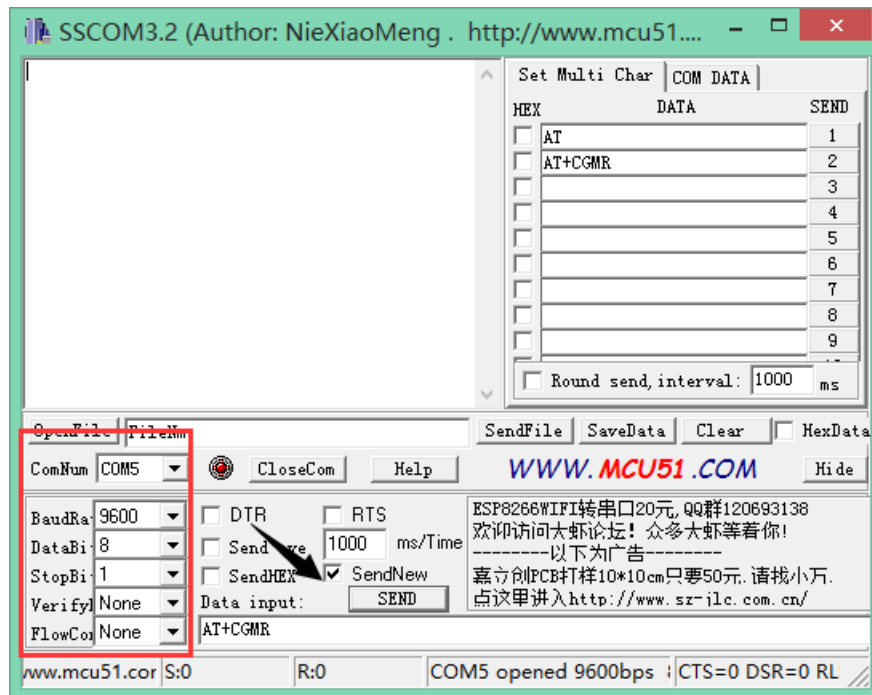 SSCOM3.2 (Author: NieXiaoMeng . http://www.mcu51....
Set Multi Char COM DATA
HEX DATA SEND
AT 1
AT+CGMR 2
3
4
5
6
7
8
9
Round send,interval: 1000 ms
OpenFile FileNm SendFile SaveData Clear HexData
ComNum COM5 CloseCom Help WWW.MCU51.COM Hide
BaudRa 9600 DTR RTS
DataBi 8 Send 1000 ms/Time
StopBi 1 SendHEX SendNew
Verify None Data input: SEND
FlowCo None AT+CGMR
ESP8266WIFI转串口20元,QQ群120693138
欢迎访问大虾论坛! 众多大虾等着你!
--------以下为广告--------
嘉立创PCB打样10*10cm只要50元.请找小万.
点这里进入http://www.sz-jlc.com.cn/
www.mcu51.cor S:0 R:0 COM5 opened 9600bps CTS=0 DSR=0 RL